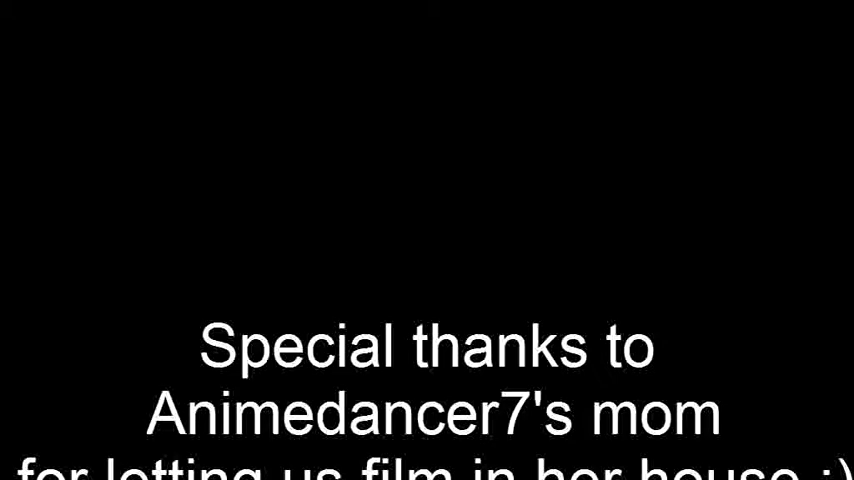 Special thanks to
Animedancer7's mom
for letting us film in her house :)